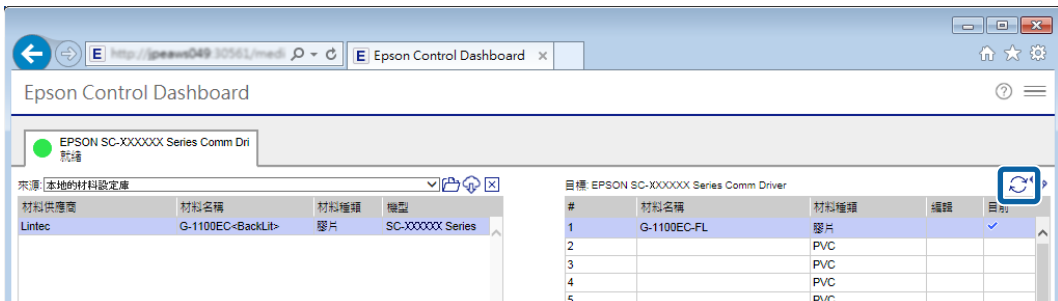 E Epson Control Dashboard ×
Epson Control Dashboard
EPSON SC-XXXXXX Series Comm Dri
就緒
來源: 本地的材料設定庫
目標: EPSON SC-XXXXXX Series Comm Driver
材料供應商 材料名稱 材料種類 機型
Lintec G-1100EC<BackLit>膠片 SC-XXXXXX Series
# 材料名稱 材料種類 編輯 目前
1 G-1100EC-FL 膠片
2 PVC
3 PVC
4 PVC
5 PVC